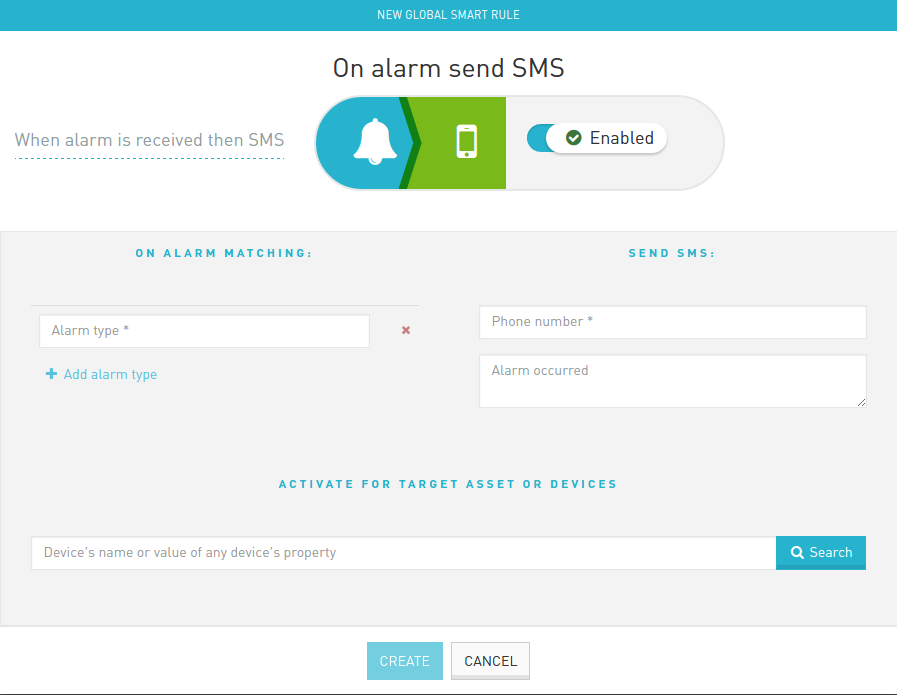 NEW GLOBAL SMART RULE
On alarm send SMS
When alarm is received then SMS
Enabled
ON ALARM MATCHING:
SEND SMS:
Alarm type *
Phone number *
Add alarm type
Alarm occurred
ACTIVATE FOR TARGET ASSET OR DEVICES
Device's name or value of any device's property
Search
CREATE
CANCEL